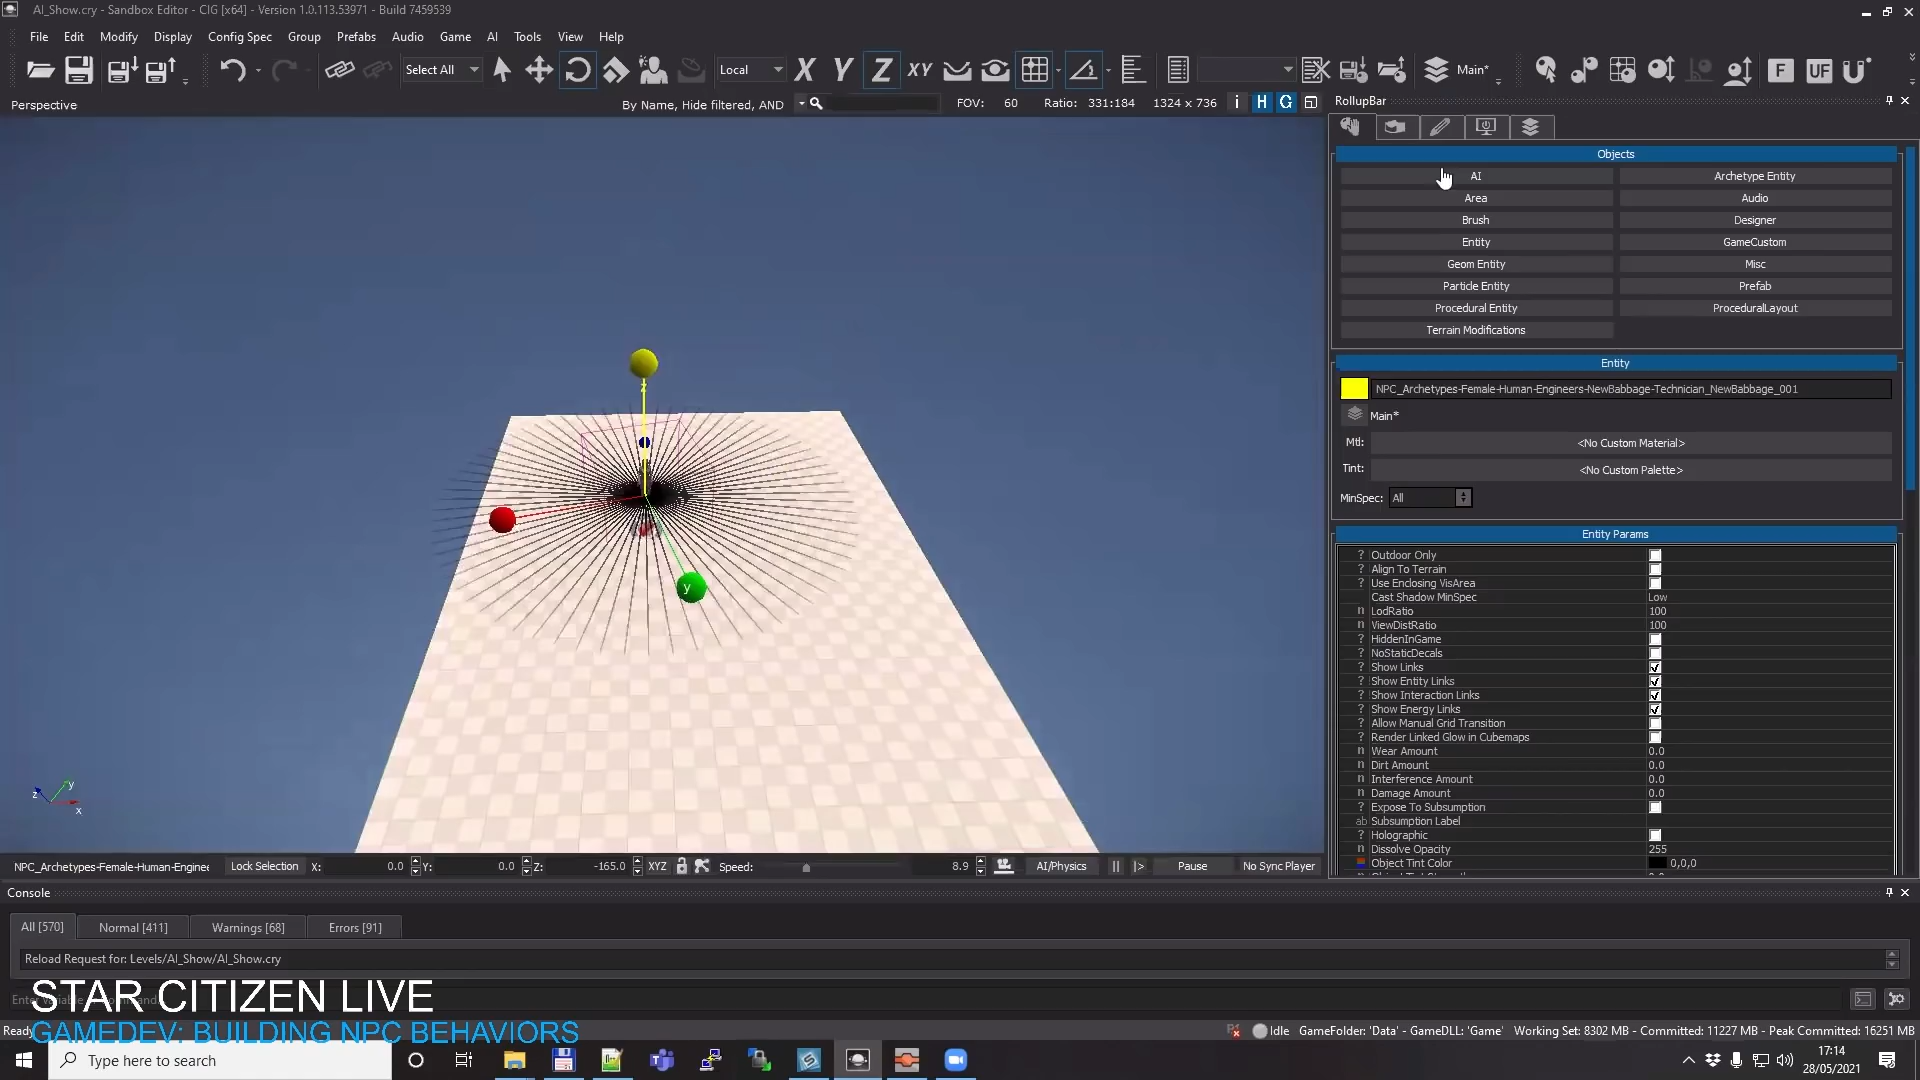 AI_Show.cry - Sandbox Editor - CIG [x64] - Version 1.0.113.53971 - Build 7459539
File Edit Modify Display Config Spec Group Prefabs Audio Game AI Tools View Help
Select All Local X Y Z XY Main* F UF
Perspective By Name, Hide filtered, AND FOV: 60 Ratio: 331:184 1324 x 736 i H G
RollupBar
Objects
AI Archetype Entity
Area Audio
Brush Designer
Entity GameCustom
Geom Entity Misc
Particle Entity Prefab
Procedural Entity ProceduralLayout
Terrain Modifications
Entity
NPC_Archetypes-Female-Human-Engineers-NewBabbage-Technician_NewBabbage_001
Main*
Mtl: <No Custom Material>
Tint: <No Custom Palette>
MinSpec: All
Entity Params
? Outdoor Only
? Align To Terrain
? Use Enclosing VisArea
Cast Shadow MinSpec Low
n LodRatio 100
n ViewDistRatio 100
? HiddenInGame
? NoStaticDecals
? Show Links
? Show Entity Links
? Show Interaction Links
? Show Energy Links
? Allow Manual Grid Transition
? Render Linked Glow in Cubemaps
n Wear Amount 0.0
n Dirt Amount 0.0
n Interference Amount 0.0
n Damage Amount 0.0
? Expose To Subsumption
ab Subsumption Label
? Holographic
n Dissolve Opacity 255
Object Tint Color 0,0,0
z
y
z y x
NPC_Archetypes-Female-Human-Enginee Lock Selection X: 0.0 Y: 0.0 Z: -165.0 XYZ Speed: 8.9 AI/Physics Pause No Sync Player
Console
All [570] Normal [411] Warnings [68] Errors [91]
Reload Request for: Levels/AI_Show/AI_Show.cry
STAR CITIZEN LIVE
GAMEDEV: BUILDING NPC BEHAVIORS
Ready Idle GameFolder: 'Data' - GameDLL: 'Game' Working Set: 8302 MB - Committed: 11227 MB - Peak Committed: 16251 MB
Type here to search
17:14
28/05/2021